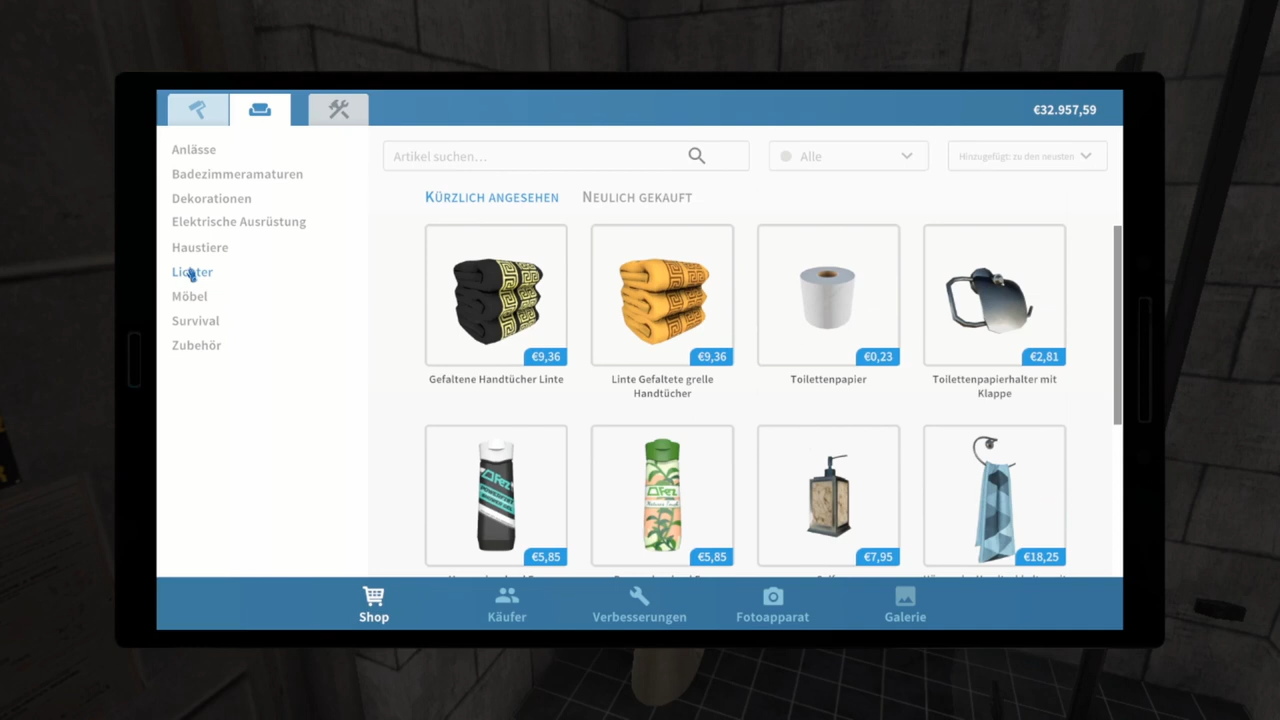 €32.957,59
Anlässe
Badezimmeramaturen
Dekorationen
Elektrische Ausrüstung
Haustiere
Lichter
Möbel
Survival
Zubehör
Artikel suchen...
Alle
Hinzugefügt: zu den neusten
KÜRZLICH ANGESEHEN
NEULICH GEKAUFT
€9,36
€9,36
€0,23
€2,81
Gefaltene Handtücher Linte
Linte Gefaltete grelle
Handtücher
Toilettenpapier
Toilettenpapierhalter mit
Klappe
Fez
Fez
€5,85
€5,85
€7,95
€18,25
Shop
Käufer
Verbesserungen
Fotoapparat
Galerie